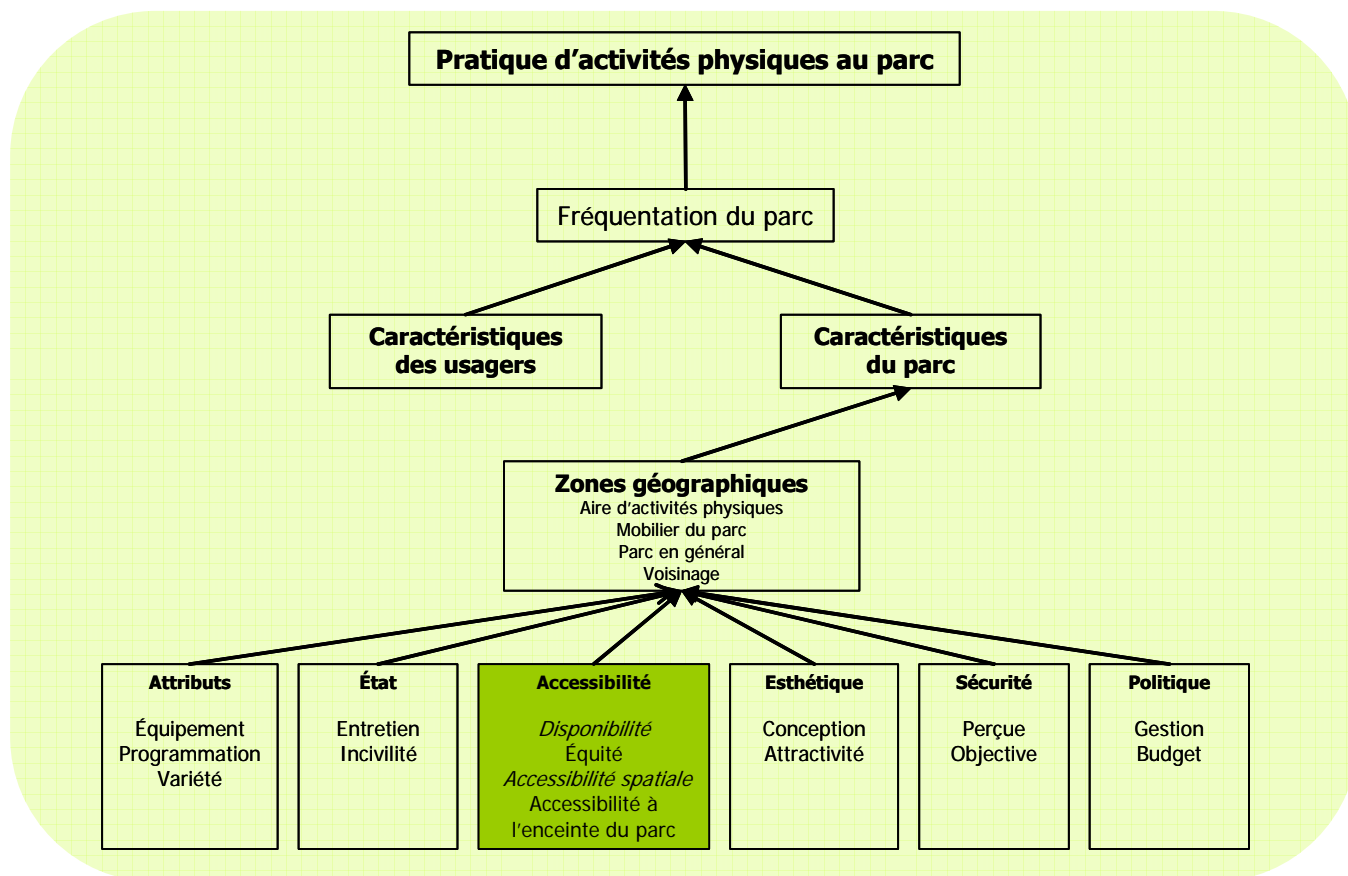 Pratique d'activités physiques au parc
Fréquentation du parc
Caractéristiques
des usagers
Caractéristiques
du parc
Zones géographiques
Aire d'activités physiques
Mobilier du parc
Parc en général
Voisinage
Attributs
Équipement
Programmation
Variété
État
Entretien
Incivilité
Accessibilité
Disponibilité
Équité
Accessibilité spatiale
Accessibilité à
l'enceinte du parc
Esthétique
Conception
Attractivité
Sécurité
Perçue
Objective
Politique
Gestion
Budget